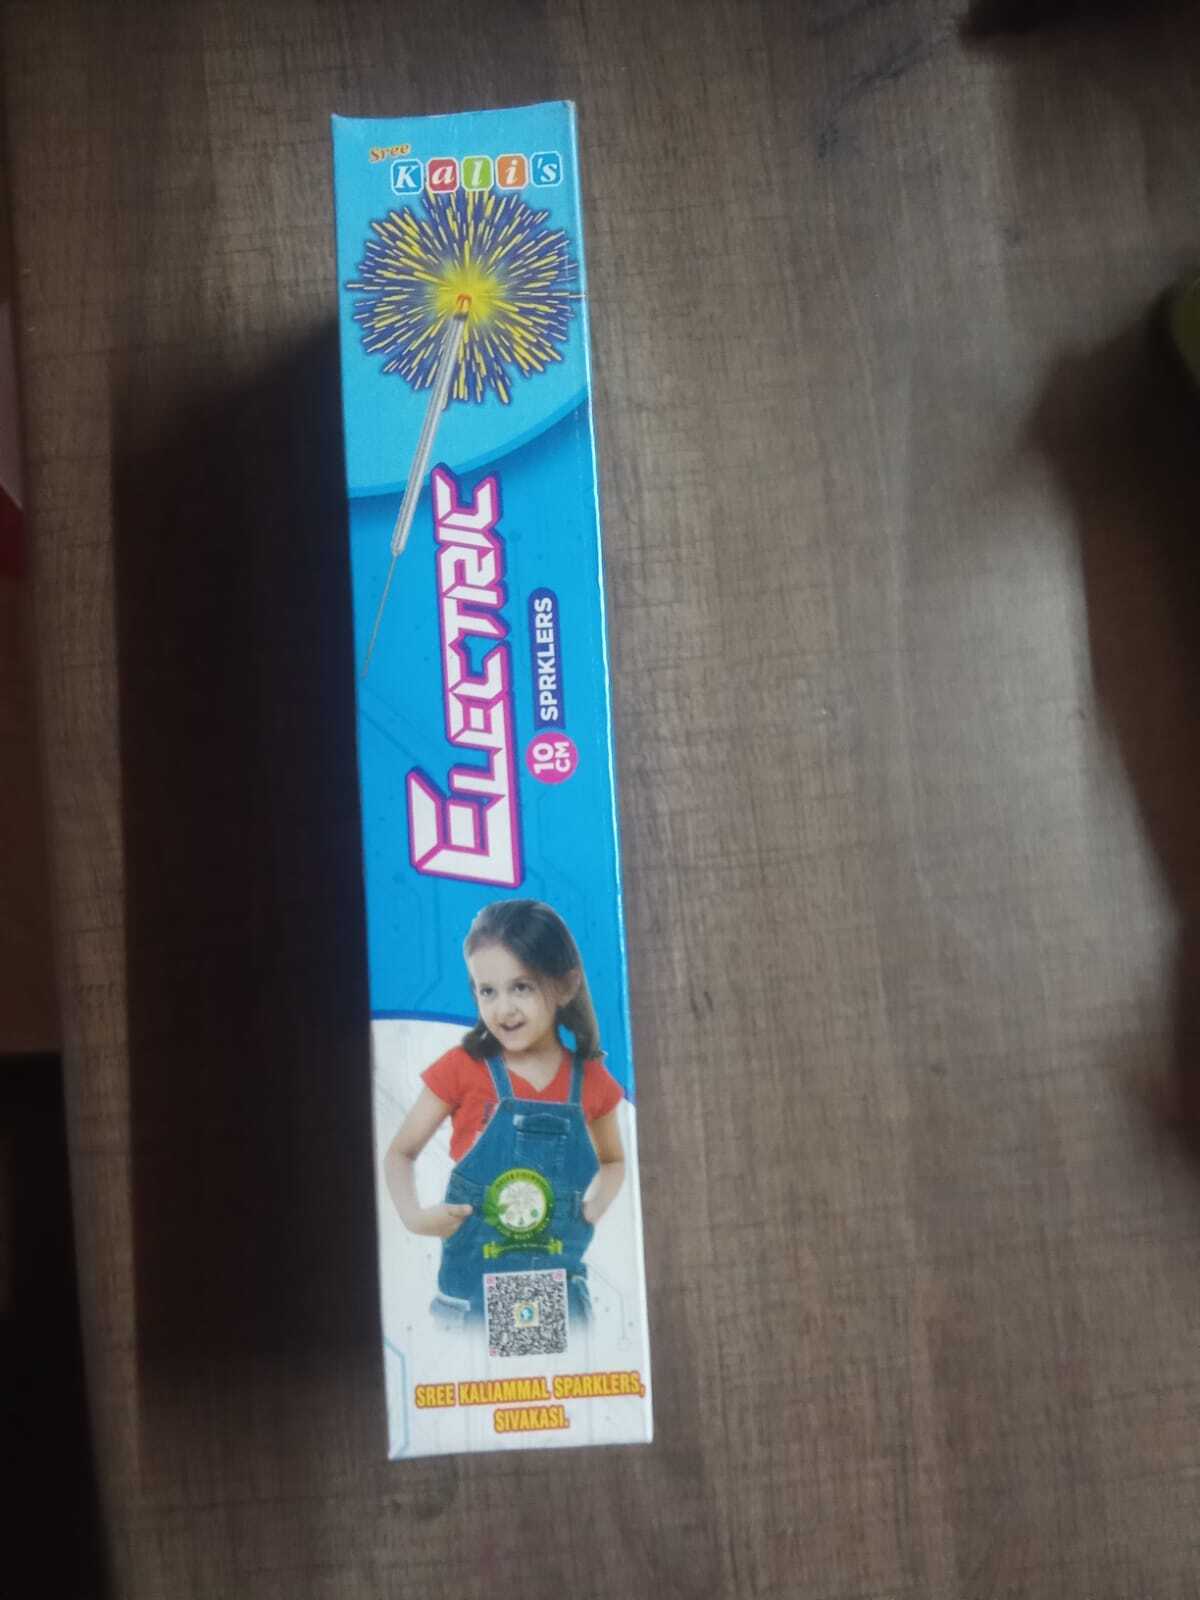 Sree
Kali's
ELECTRIC
10
CM
SPRKLERS
SREE KALIAMMAL SPARKLERS,
SIVAKASI.